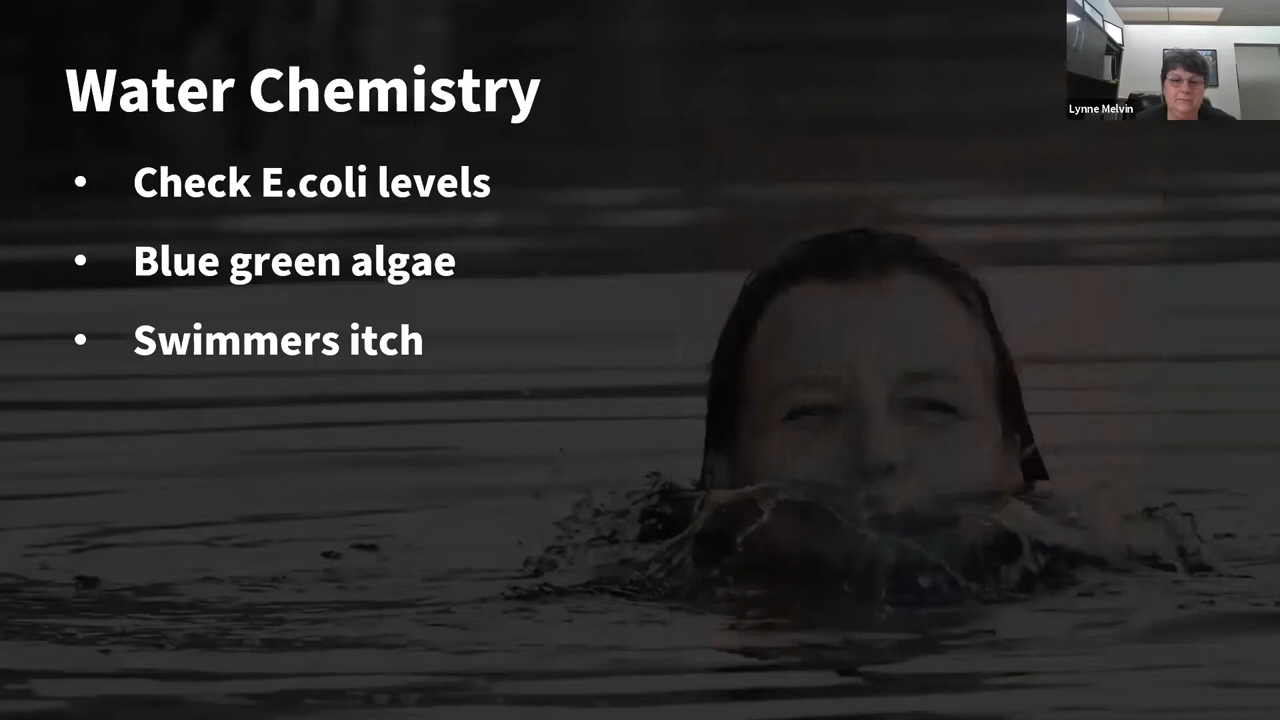 Water Chemistry
• Check E.coli levels
• Blue green algae
• Swimmers itch
Lynne Melvin